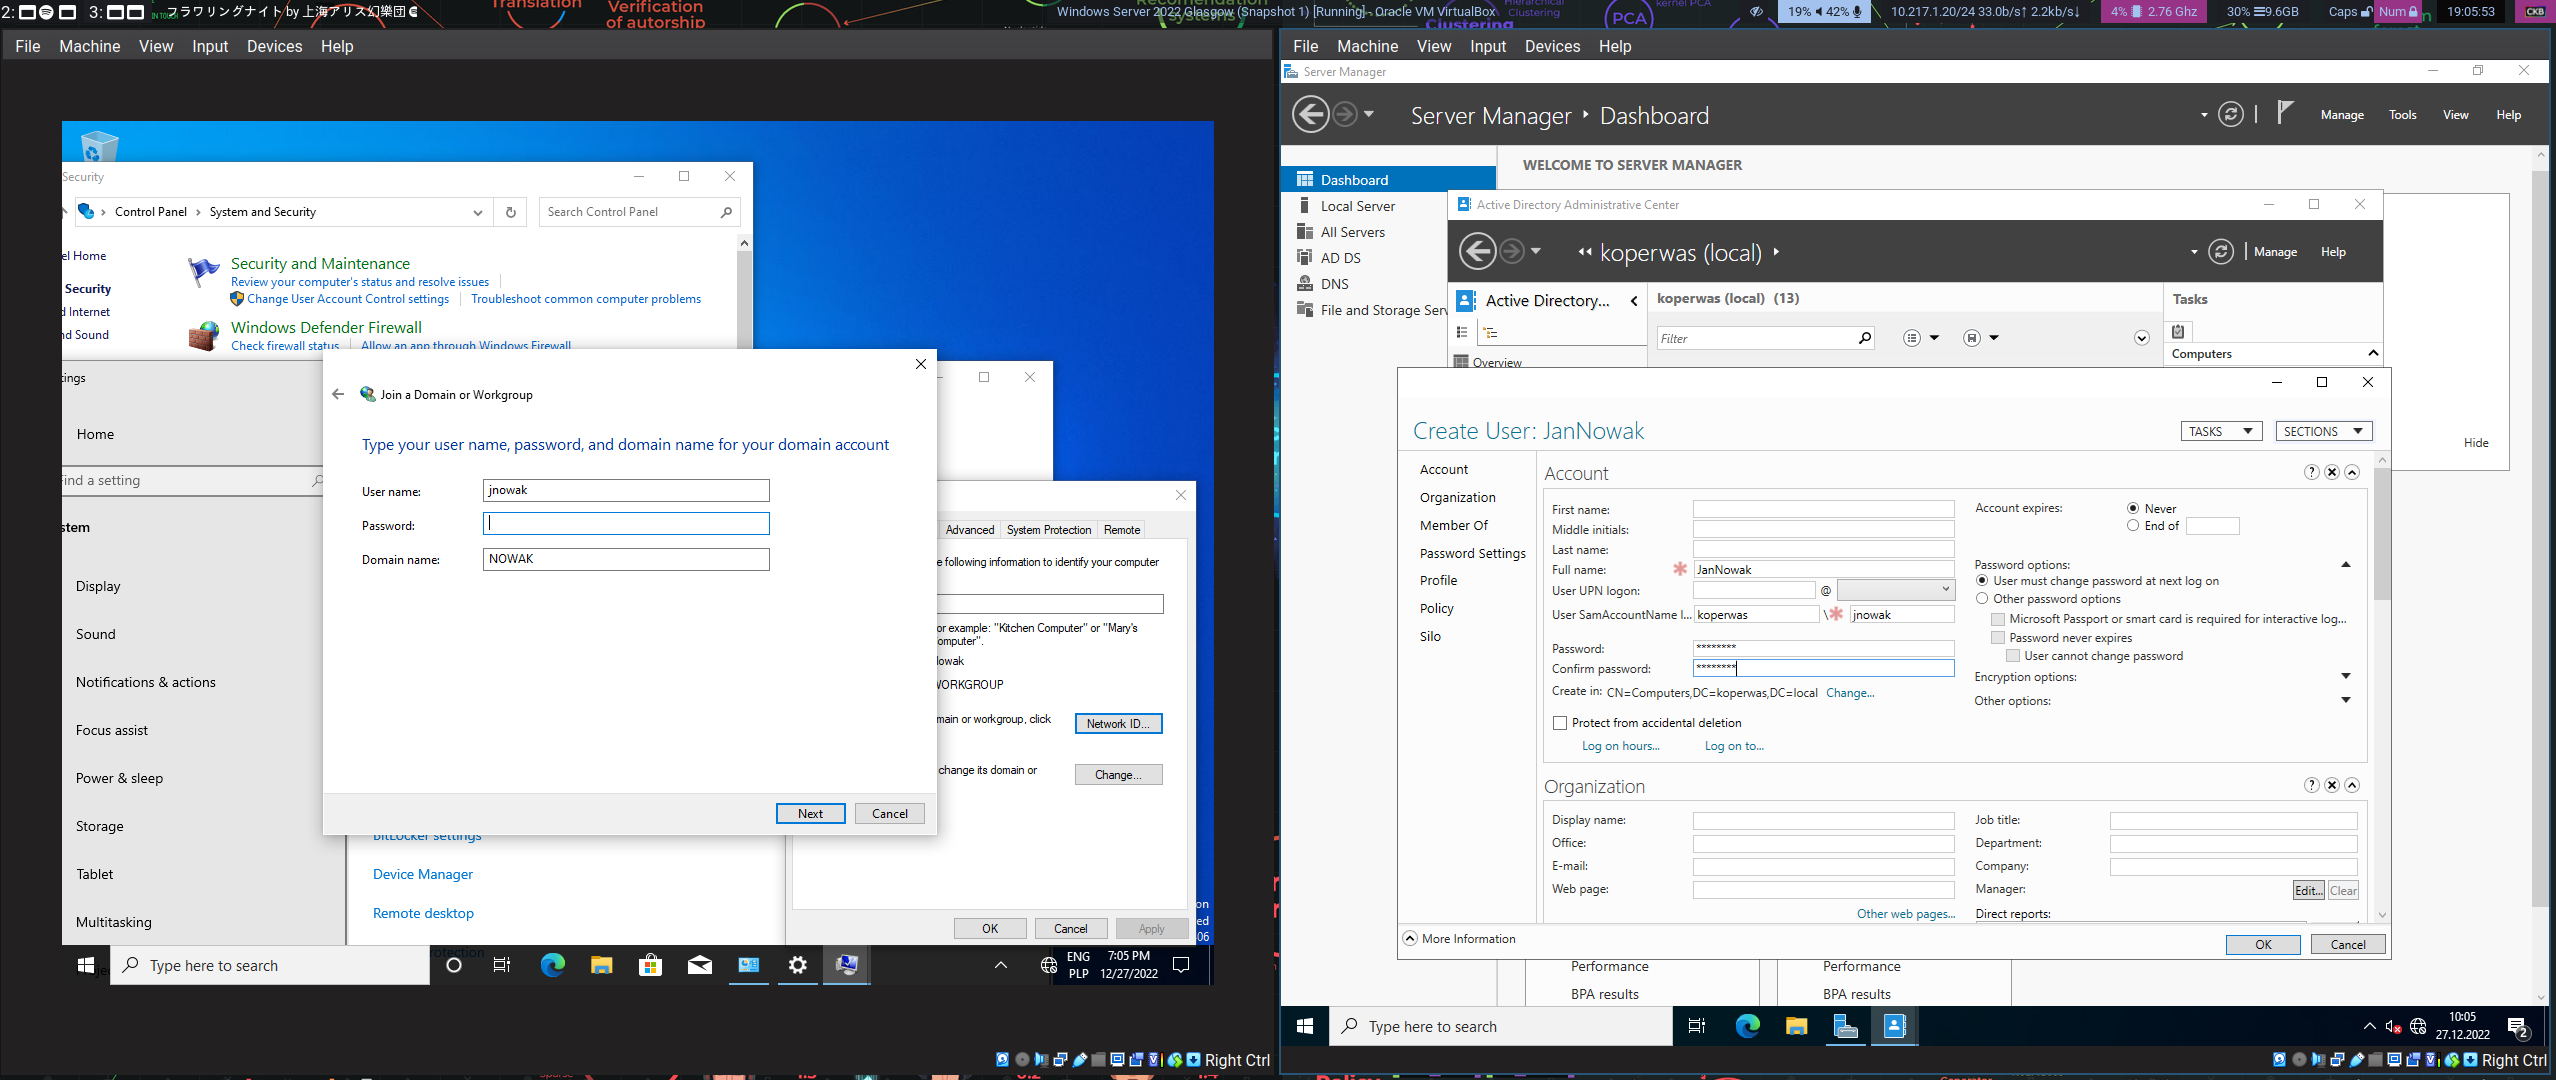 2:
3:
フラワリングナイト by 上海アリス幻樂団
Translation
Verification
of autorship
Windows Server 2022 Glasgow (Snapshot 1) [Running] - Oracle VM VirtualBox
Clustering
Hierarchical
Clustering
PCA
kernel PCA
19% 42%
10.217.1.20/24 33.0b/s↑ 2.2kb/s↓
4% 2.76 Ghz
30% 9.6GB
Caps
Num
19:05:53
CKB
File Machine View Input Devices Help
Security
Control Panel › System and Security
Search Control Panel
el Home
Security
d Internet
nd Sound
Security and Maintenance
Review your computer's status and resolve issues
Change User Account Control settings
Troubleshoot common computer problems
Windows Defender Firewall
Check firewall status
Allow an app through Windows Firewall
tings
Home
Find a setting
stem
Display
Sound
Notifications & actions
Focus assist
Power & sleep
Storage
Tablet
Multitasking
Join a Domain or Workgroup
Type your user name, password, and domain name for your domain account
User name: jnowak
Password:
Domain name: NOWAK
Next
Cancel
BitLocker settings
Device Manager
Remote desktop
Advanced System Protection Remote
e following information to identify your computer
or example: "Kitchen Computer" or "Mary's
omputer".
owak
WORKGROUP
main or workgroup, click
Network ID...
change its domain or
Change...
OK
Cancel
Apply
on
ed
06
Type here to search
ENG
PLP
7:05 PM
12/27/2022
Right Ctrl
File Machine View Input Devices Help
Server Manager
Server Manager ‣ Dashboard
Manage Tools View Help
Dashboard
Local Server
All Servers
AD DS
DNS
File and Storage Serv
WELCOME TO SERVER MANAGER
Hide
Active Directory Administrative Center
koperwas (local)
Manage Help
Active Directory...
Overview
koperwas (local) (13)
Filter
Tasks
Computers
Create User: JanNowak
TASKS
SECTIONS
Account
Organization
Member Of
Password Settings
Profile
Policy
Silo
Account
First name:
Middle initials:
Last name:
Full name: JanNowak
User UPN logon: @
User SamAccountName l... koperwas \ jnowak
Password: ********
Confirm password: ********
Create in: CN=Computers,DC=koperwas,DC=local Change...
Protect from accidental deletion
Log on hours... Log on to...
Account expires: Never
End of
Password options:
User must change password at next log on
Other password options
Microsoft Passport or smart card is required for interactive log...
Password never expires
User cannot change password
Encryption options:
Other options:
Organization
Display name:
Office:
E-mail:
Web page:
Other web pages...
Job title:
Department:
Company:
Manager: Edit... Clear
Direct reports:
More Information
OK
Cancel
Performance
BPA results
Performance
BPA results
Type here to search
10:05
27.12.2022
2
Right Ctrl